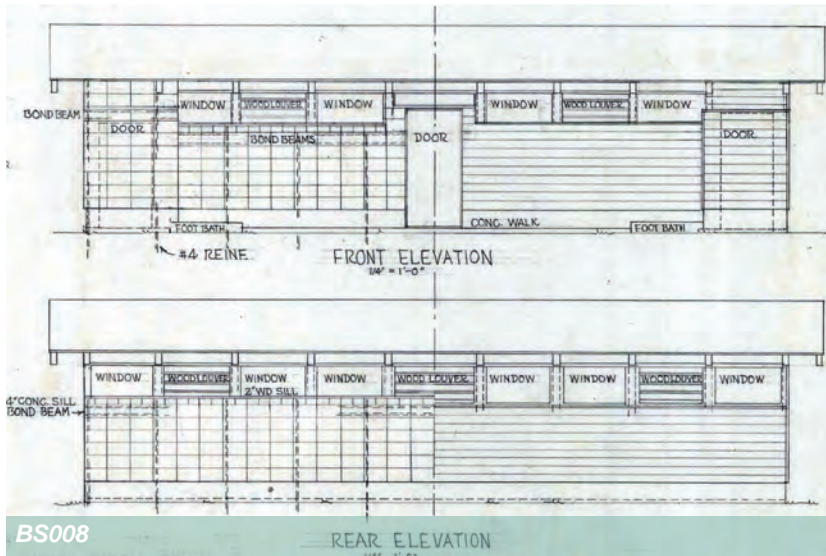 WINDOW WOOD LOUVER WINDOW WINDOW WOOD LOUVER WINDOW
BOND BEAM
DOOR BOND BEAMS DOOR DOOR
FOOT BATH CONC. WALK FOOT BATH
#4 REINF.
FRONT ELEVATION
1/4" = 1'-0"
WINDOW WOOD LOUVER WINDOW WINDOW WOOD LOUVER WINDOW WINDOW WOOD LOUVER WINDOW
2" WD SILL
4" CONC. SILL
BOND BEAM
BS008
REAR ELEVATION